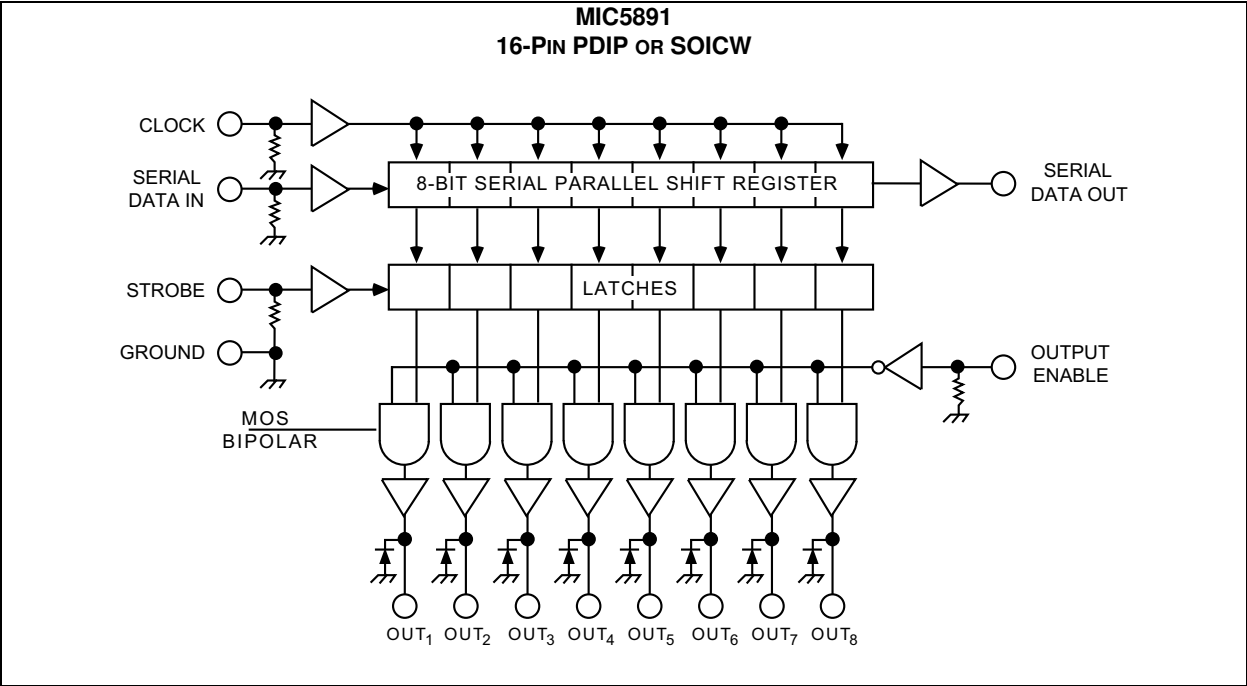 MIC5891
16-PIN PDIP OR SOICW
CLOCK
SERIAL
DATA IN
8-BIT SERIAL PARALLEL SHIFT REGISTER
SERIAL
DATA OUT
STROBE
LATCHES
GROUND
OUTPUT
ENABLE
MOS
BIPOLAR
OUT1 OUT2 OUT3 OUT4 OUT5 OUT6 OUT7 OUT8